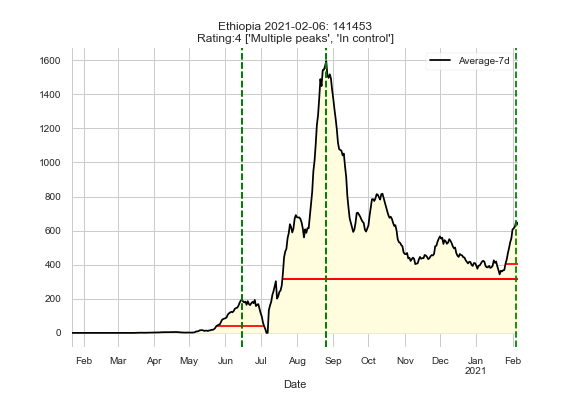 Ethiopia 2021-02-06: 141453
Rating:4 ['Multiple peaks', 'In control']
Average-7d
1600
1400
1200
1000
800
600
400
200
0
Feb Mar Apr May Jun Jul Aug Sep Oct Nov Dec Jan Feb
2021
Date